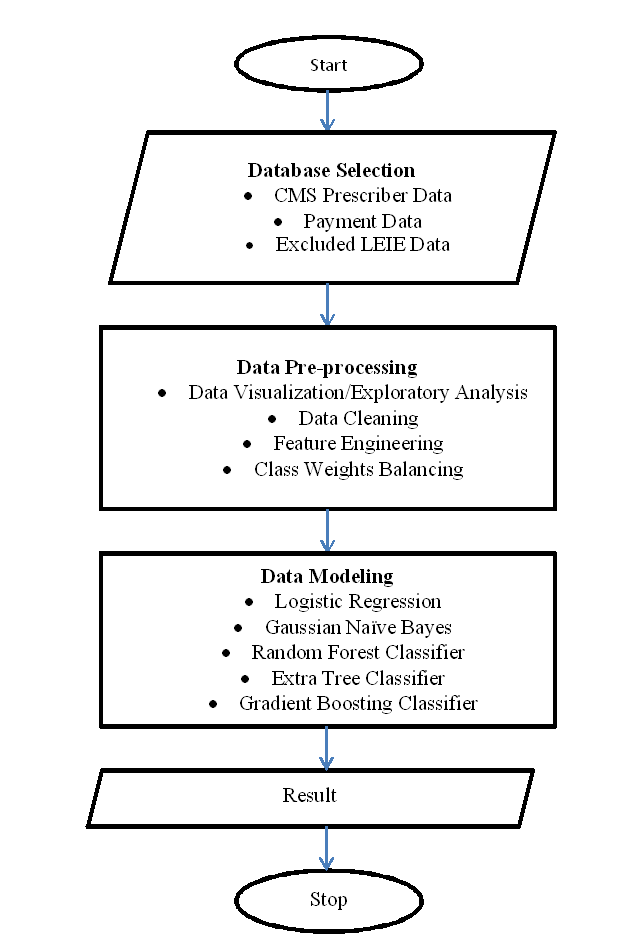 Start
Database Selection
• CMS Prescriber Data
• Payment Data
• Excluded LEIE Data
Data Pre-processing
• Data Visualization/Exploratory Analysis
• Data Cleaning
• Feature Engineering
• Class Weights Balancing
Data Modeling
• Logistic Regression
• Gaussian Naïve Bayes
• Random Forest Classifier
• Extra Tree Classifier
• Gradient Boosting Classifier
Result
Stop